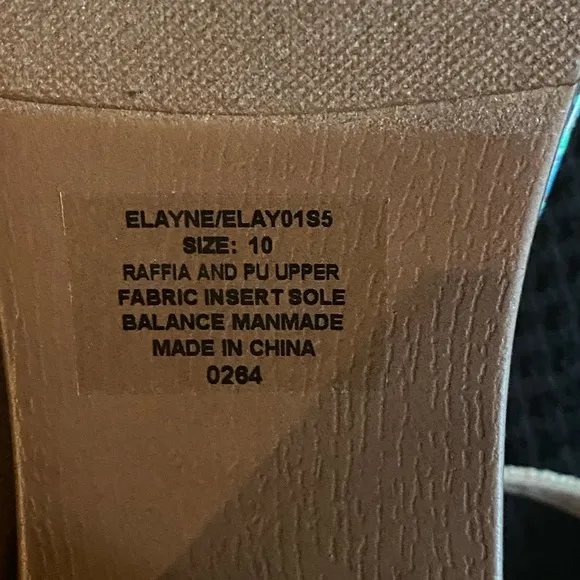 ELAYNE/ELAY01S5
SIZE: 10
RAFFIA AND PU UPPER
FABRIC INSERT SOLE
BALANCE MANMADE
MADE IN CHINA
0264